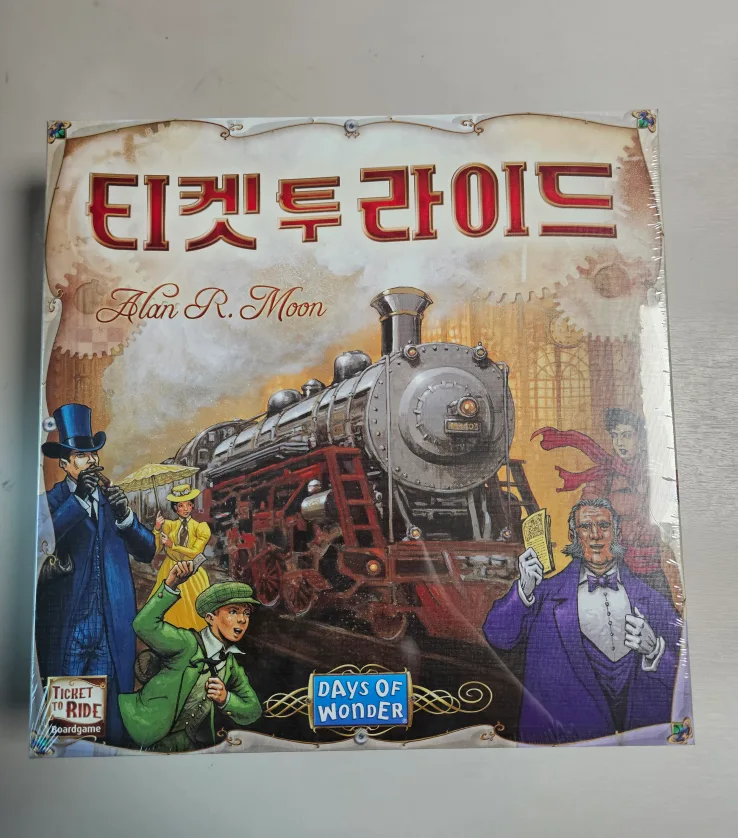 티켓 투 라이드
Alan R. Moon
TICKET
TO RIDE
Boardgame
DAYS OF
WONDER